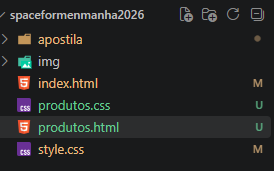 spaceformenmanha2026
apostila
img
index.html M
produtos.css U
produtos.html U
style.css M